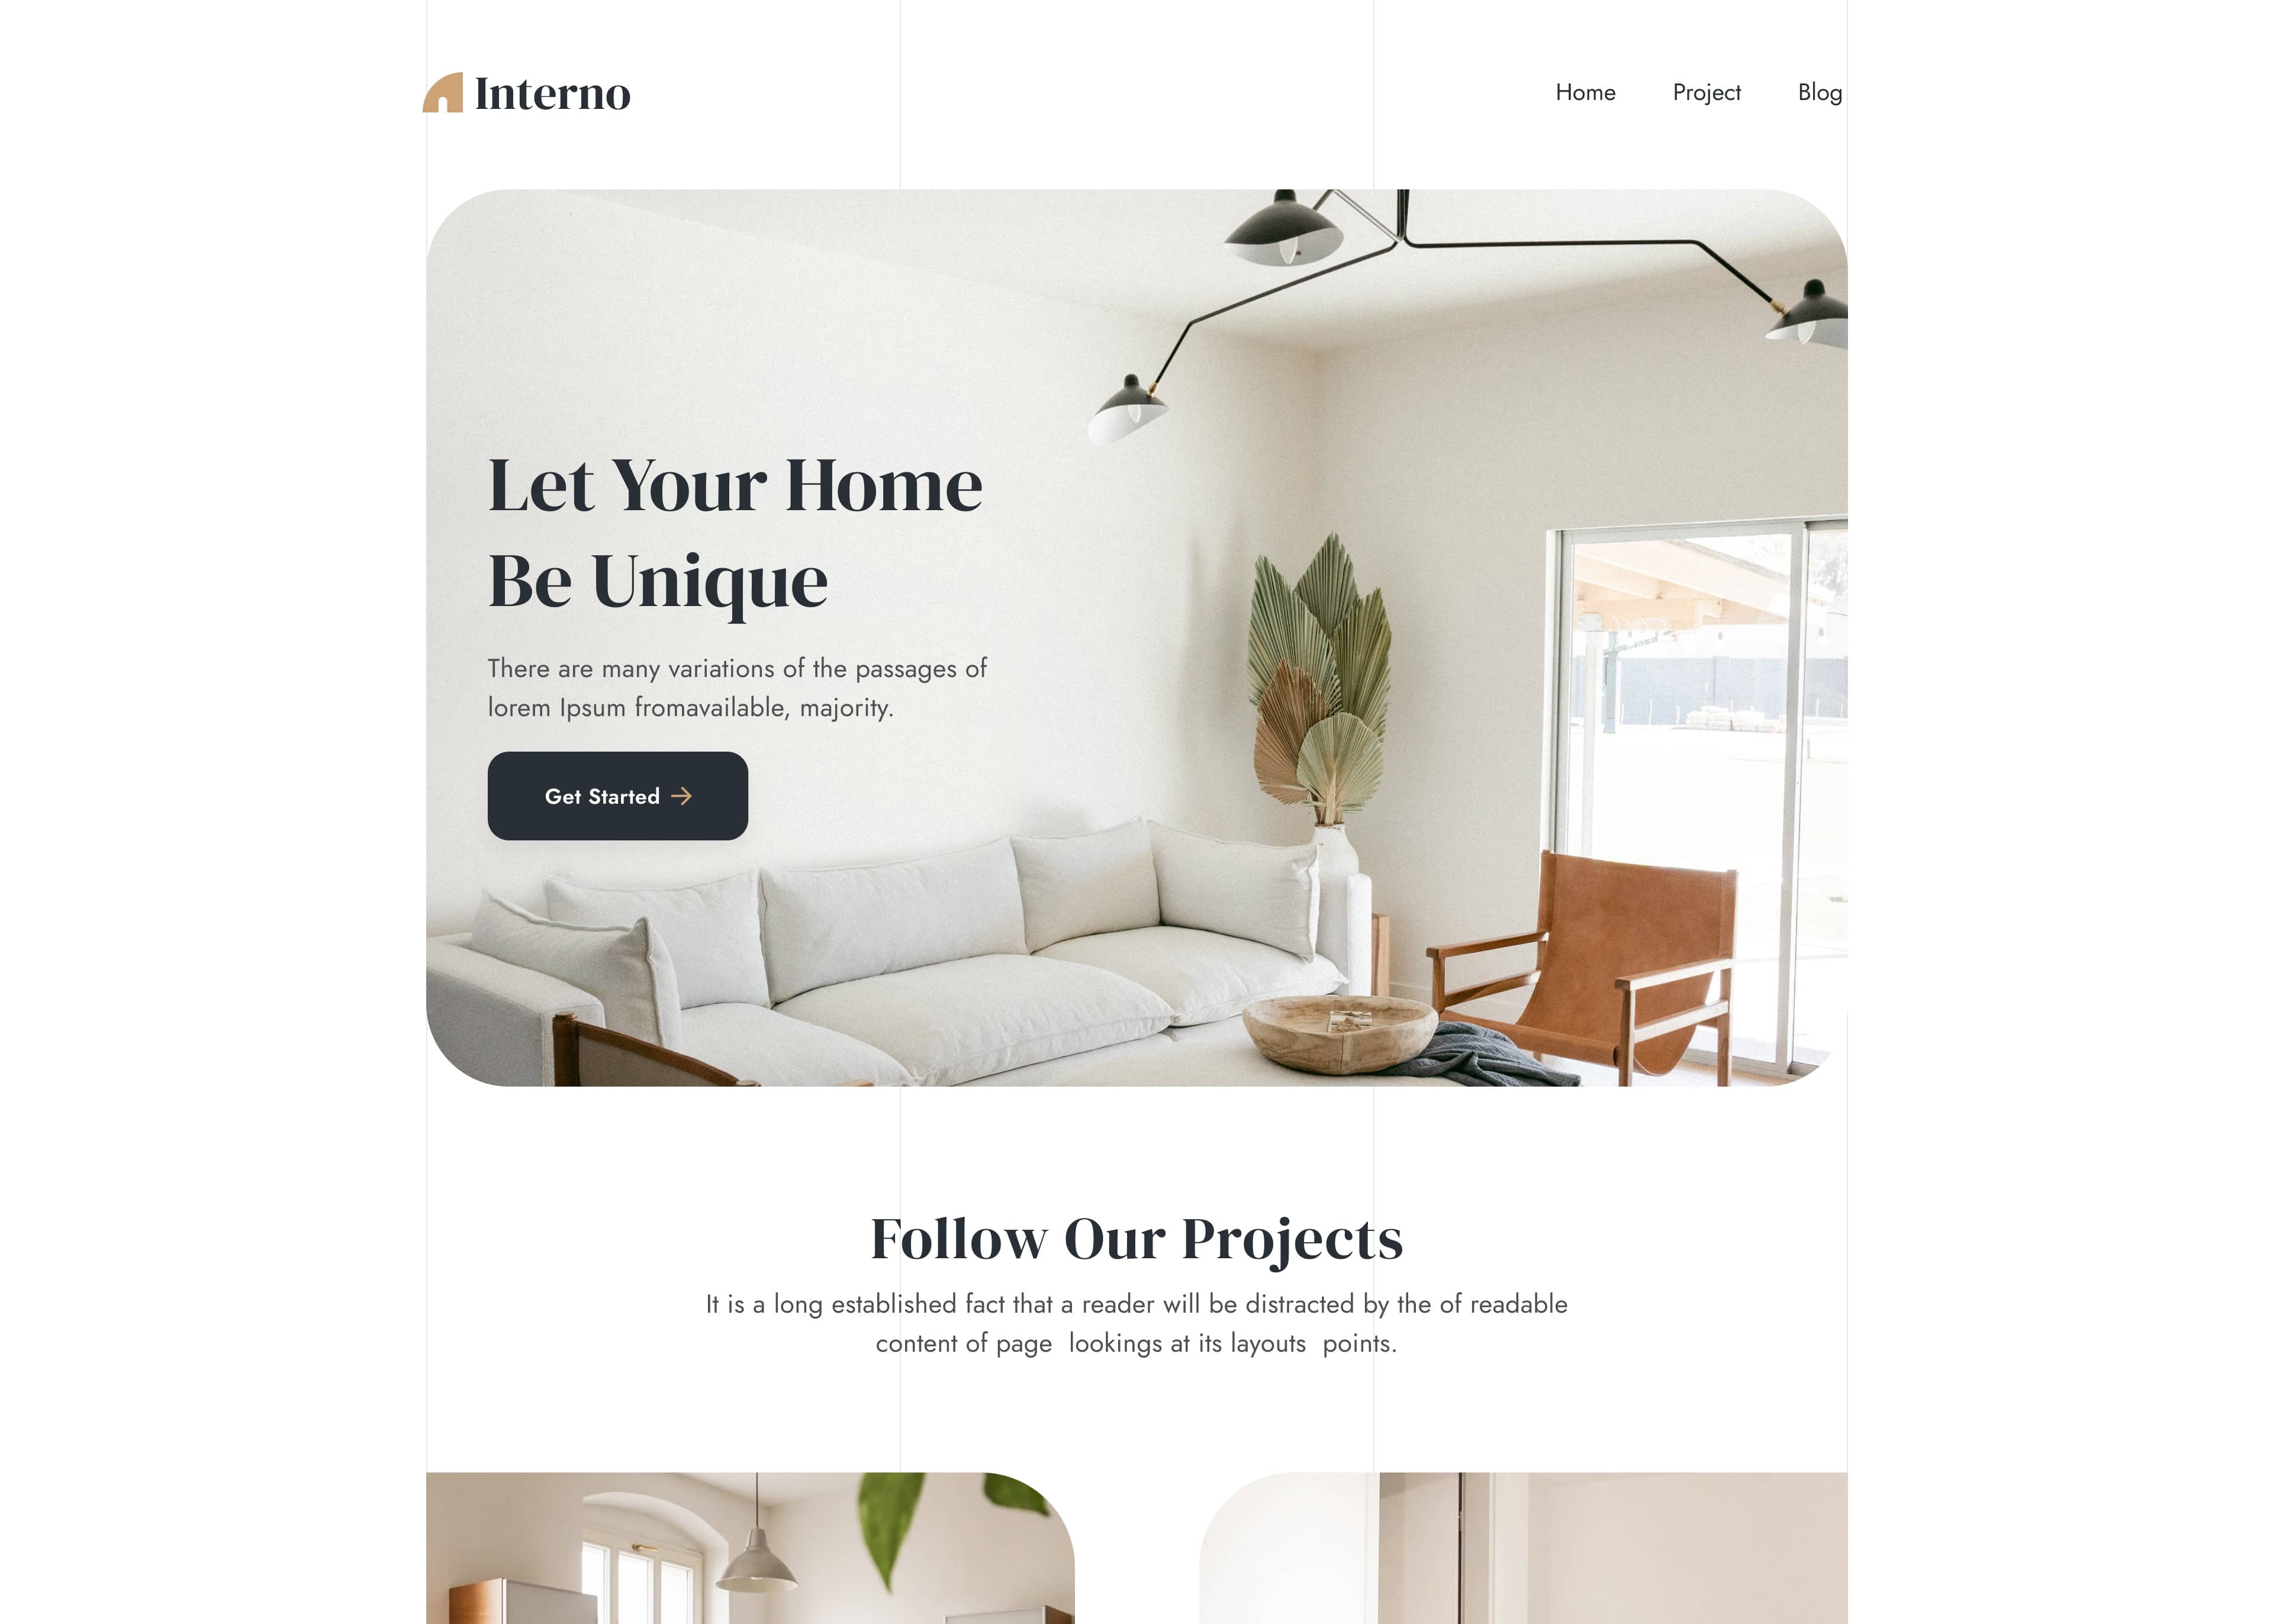 Interno
Home Project Blog
Let Your Home
Be Unique
There are many variations of the passages of
lorem Ipsum fromavailable, majority.
Get Started →
Follow Our Projects
It is a long established fact that a reader will be distracted by the of readable
content of page  lookings at its layouts  points.